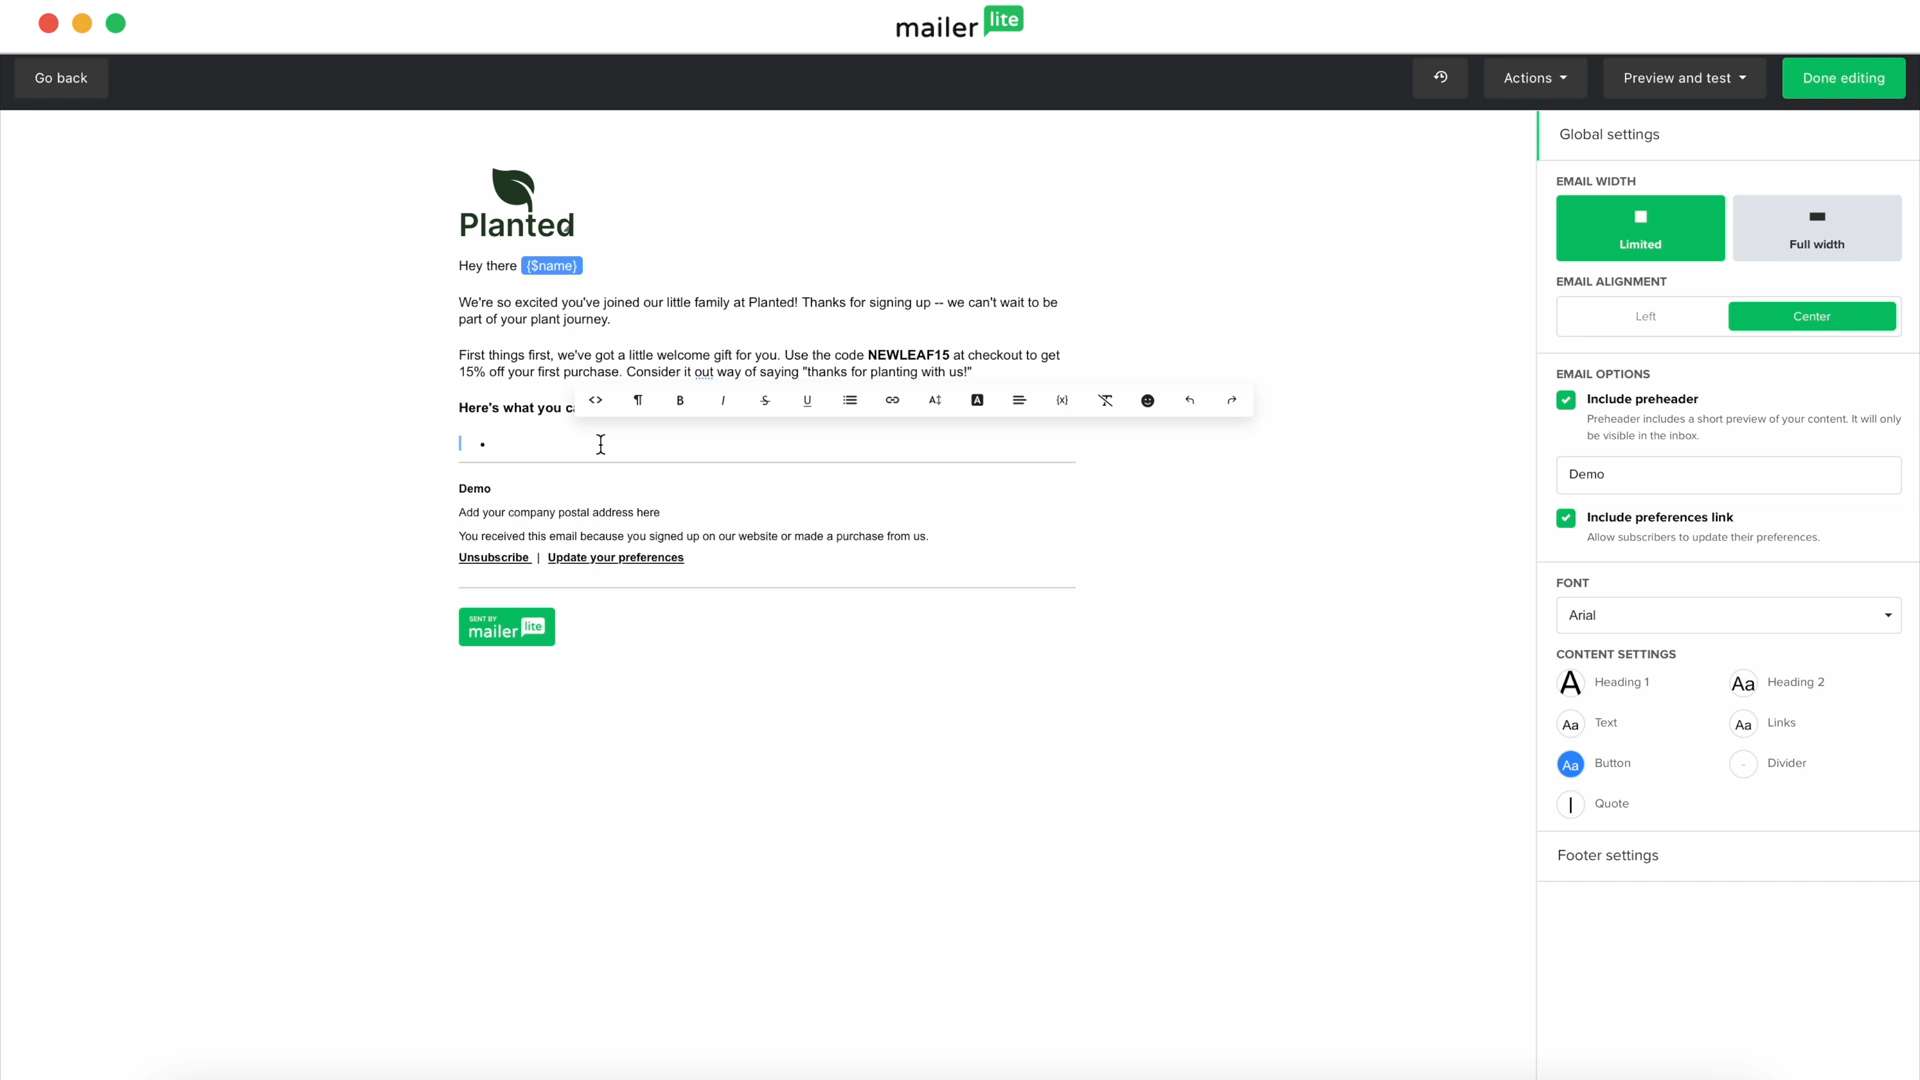 mailer lite
Go back
Actions
Preview and test
Done editing
Global settings
EMAIL WIDTH
Limited
Full width
EMAIL ALIGNMENT
Left
Center
EMAIL OPTIONS
Include preheader
Preheader includes a short preview of your content. It will only
be visible in the inbox.
Demo
Include preferences link
Allow subscribers to update their preferences.
FONT
Arial
CONTENT SETTINGS
A Heading 1
Aa Heading 2
Aa Text
Aa Links
Aa Button
Divider
Quote
Footer settings
Planted
Hey there {$name}
We're so excited you've joined our little family at Planted! Thanks for signing up -- we can't wait to be
part of your plant journey.
First things first, we've got a little welcome gift for you. Use the code NEWLEAF15 at checkout to get
15% off your first purchase. Consider it out way of saying "thanks for planting with us!"
Here's what you
Demo
Add your company postal address here
You received this email because you signed up on our website or made a purchase from us.
Unsubscribe | Update your preferences
SENT BY
mailer lite